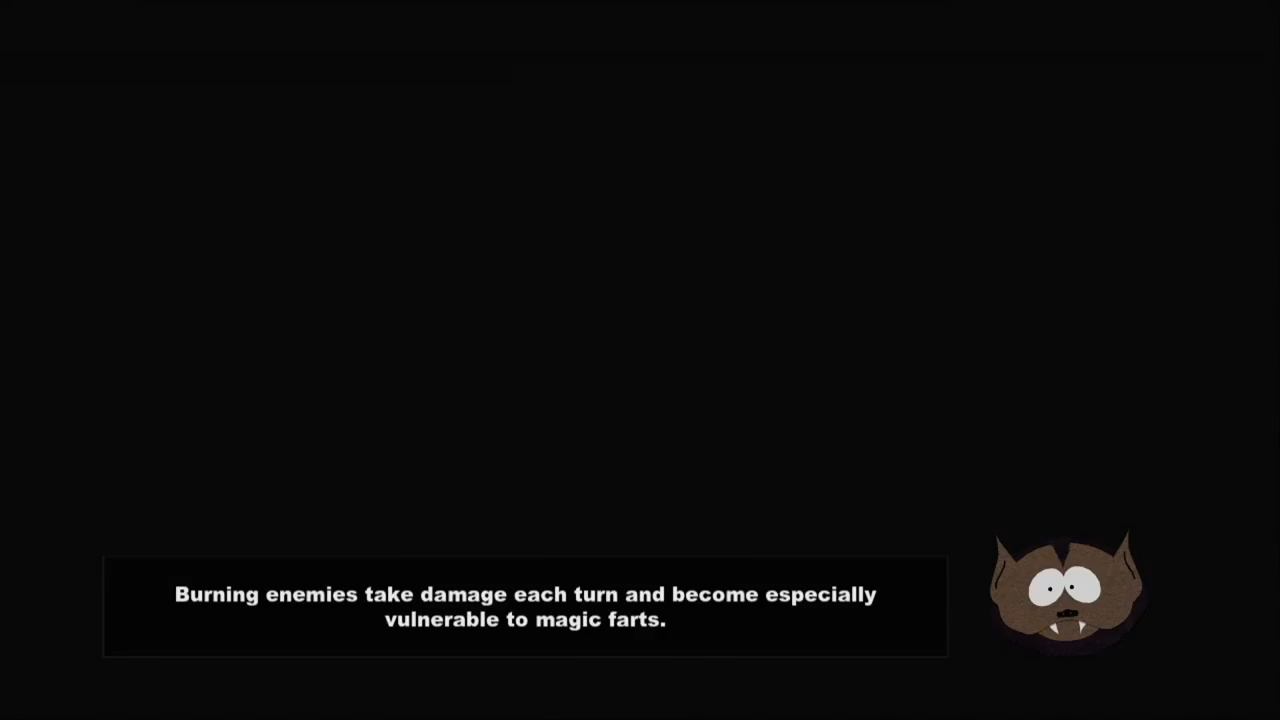 Burning enemies take damage each turn and become especially
vulnerable to magic farts.